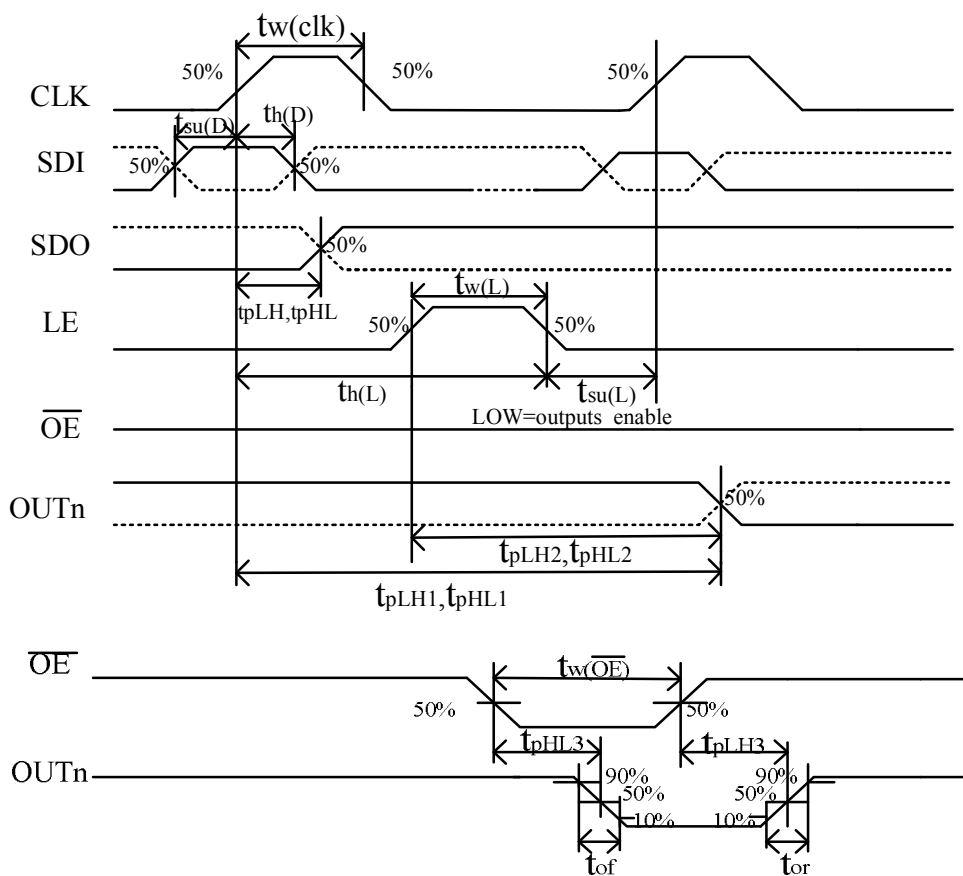 tw(clk)
50% 50% 50%
CLK
tsu(D) th(D)
SDI 50% 50%
SDO 50%
tpLH,tpHL tw(L)
LE 50% 50%
th(L) tsu(L)
LOW=outputs enable
OE
OUTn 50%
tpLH2,tpHL2
tpLH1,tpHL1
OE tw(OE)
50% 50%
tpHL3 tpLH3
OUTn 90% 90%
50% 50%
10% 10%
tof tor